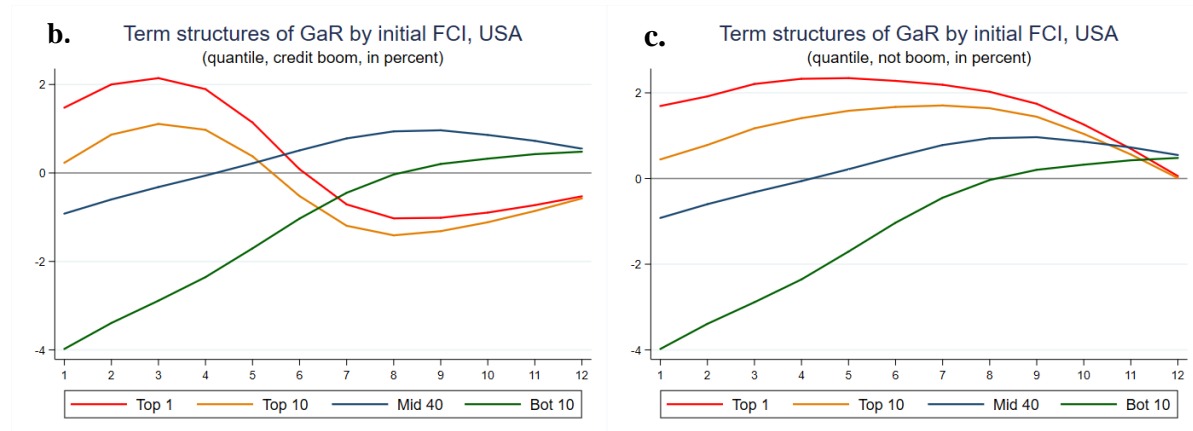 b.
Term structures of GaR by initial FCI, USA
(quantile, credit boom, in percent)
2
0
-2
-4
1 2 3 4 5 6 7 8 9 10 11 12
Top 1 Top 10 Mid 40 Bot 10
c.
Term structures of GaR by initial FCI, USA
(quantile, not boom, in percent)
2
0
-2
-4
1 2 3 4 5 6 7 8 9 10 11 12
Top 1 Top 10 Mid 40 Bot 10